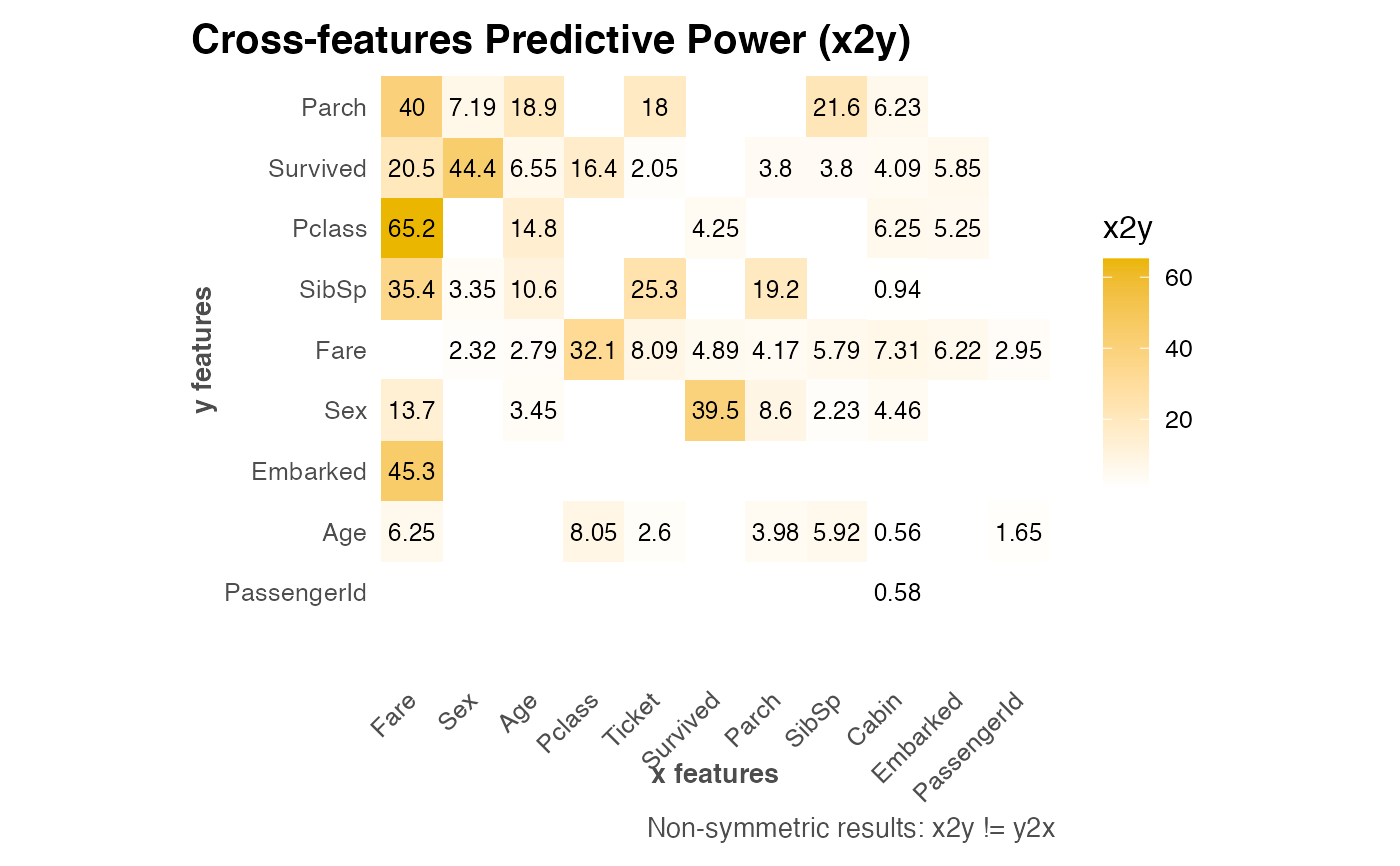 Cross-features Predictive Power (x2y)
Parch 40 7.19 18.9 18 21.6 6.23
Survived 20.5 44.4 6.55 16.4 2.05 3.8 3.8 4.09 5.85
Pclass 65.2 14.8 4.25 6.25 5.25
SibSp 35.4 3.35 10.6 25.3 19.2 0.94
Fare 2.32 2.79 32.1 8.09 4.89 4.17 5.79 7.31 6.22 2.95
Sex 13.7 3.45 39.5 8.6 2.23 4.46
Embarked 45.3
Age 6.25 8.05 2.6 3.98 5.92 0.56 1.65
PassengerId 0.58
y features
Fare Sex Age Pclass Ticket Survived Parch SibSp Cabin Embarked PassengerId
x features
Non-symmetric results: x2y != y2x
x2y
60
40
20